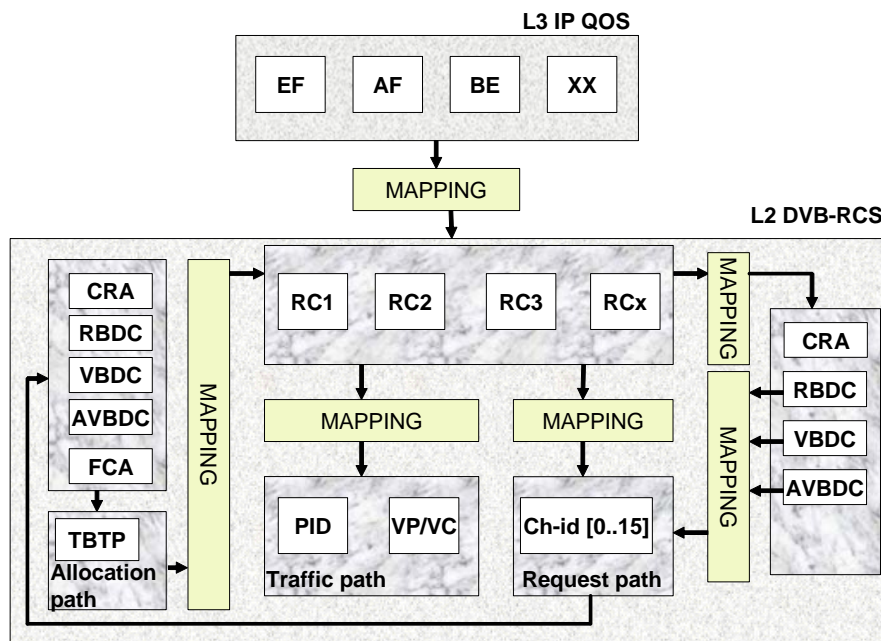 L3 IP QOS
EF
AF
BE
XX
MAPPING
L2 DVB-RCS
CRA
RBDC
VBDC
AVBDC
FCA
TBTP
Allocation
path
MAPPING
RC1
RC2
RC3
RCx
MAPPING
MAPPING
PID
VP/VC
Traffic path
Ch-id [0..15]
Request path
MAPPING
MAPPING
CRA
RBDC
VBDC
AVBDC